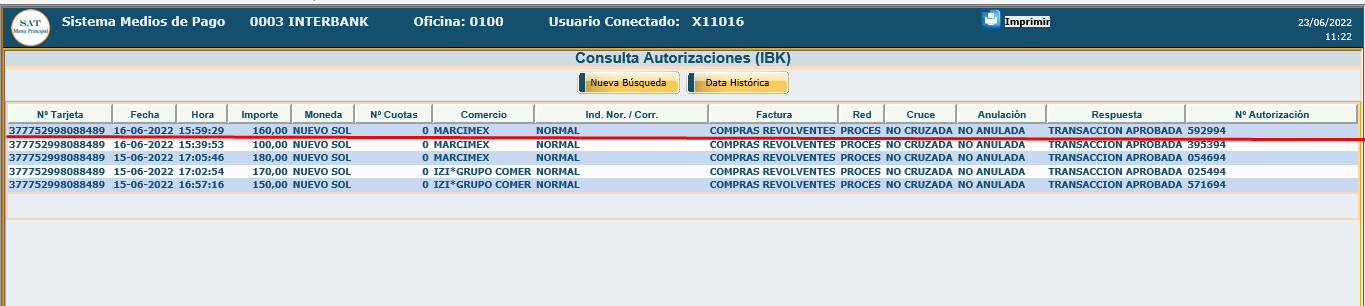 SAT
Menu Principal
Sistema Medios de Pago 0003 INTERBANK Oficina: 0100 Usuario Conectado: X11016 Imprimir 23/06/2022
11:22
Consulta Autorizaciones (IBK)
Nueva Búsqueda Data Histórica
Nº Tarjeta Fecha Hora Importe Moneda Nº Cuotas Comercio Ind. Nor. / Corr. Factura Red Cruce Anulación Respuesta Nº Autorización
377752998088489 16-06-2022 15:59:29 160,00 NUEVO SOL 0 MARCIMEX NORMAL COMPRAS REVOLVENTES PROCES NO CRUZADA NO ANULADA TRANSACCION APROBADA 592994
377752998088489 16-06-2022 15:39:53 100,00 NUEVO SOL 0 MARCIMEX NORMAL COMPRAS REVOLVENTES PROCES NO CRUZADA NO ANULADA TRANSACCION APROBADA 395394
377752998088489 15-06-2022 17:05:46 180,00 NUEVO SOL 0 MARCIMEX NORMAL COMPRAS REVOLVENTES PROCES NO CRUZADA NO ANULADA TRANSACCION APROBADA 054694
377752998088489 15-06-2022 17:02:54 170,00 NUEVO SOL 0 IZI*GRUPO COMER NORMAL COMPRAS REVOLVENTES PROCES NO CRUZADA NO ANULADA TRANSACCION APROBADA 025494
377752998088489 15-06-2022 16:57:16 150,00 NUEVO SOL 0 IZI*GRUPO COMER NORMAL COMPRAS REVOLVENTES PROCES NO CRUZADA NO ANULADA TRANSACCION APROBADA 571694